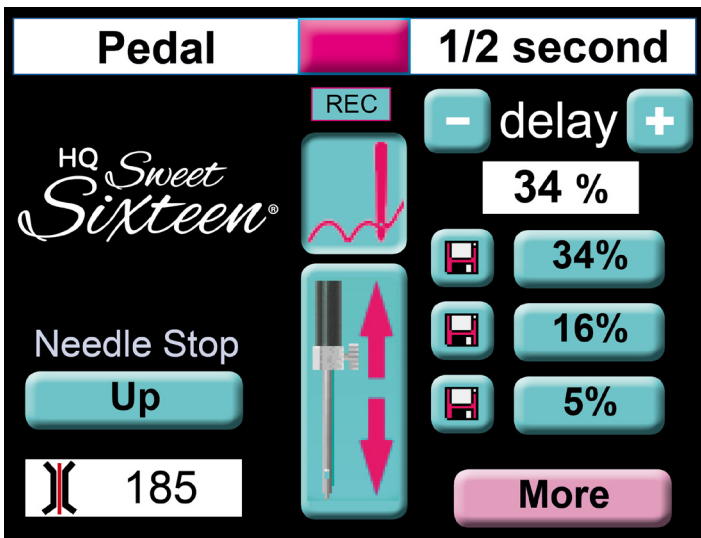 Pedal
1/2 second
REC
- delay +
34 %
HQ Sweet
Sixteen®
34%
16%
5%
Needle Stop
Up
185
More